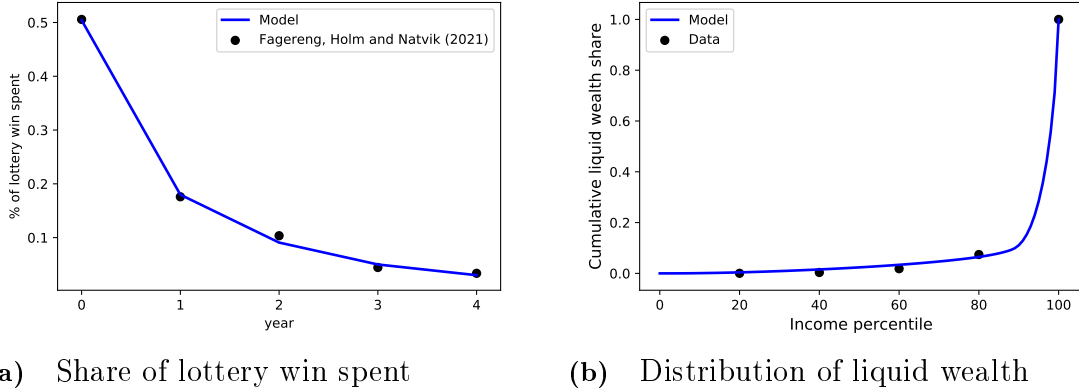 0.5
0.4
0.3
0.2
0.1
% of lottery win spent
Model
Fagereng, Holm and Natvik (2021)
0 1 2 3 4
year
1.0
0.8
0.6
0.4
0.2
0.0
Cumulative liquid wealth share
Model
Data
0 20 40 60 80 100
Income percentile
a) Share of lottery win spent
(b) Distribution of liquid wealth